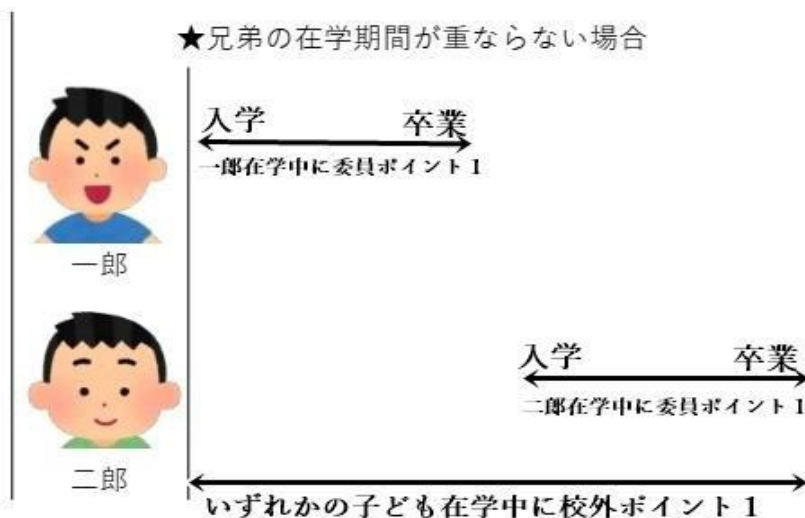 ★兄弟の在学期間が重ならない場合
入学 卒業
一郎在学中に委員ポイント１
一郎
入学 卒業
二郎在学中に委員ポイント１
二郎
いずれかの子ども在学中に校外ポイント１